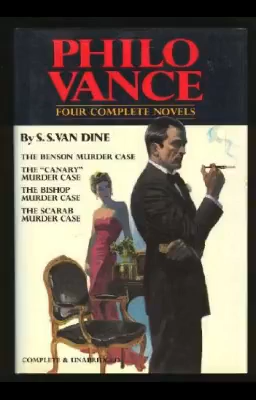 PHILO
VANCE
FOUR COMPLETE NOVELS
By S. S. VAN DINE
THE BENSON MURDER CASE
THE "CANARY"
MURDER CASE
THE BISHOP
MURDER CASE
THE SCARAB
MURDER CASE
COMPLETE & UNABRIDGED